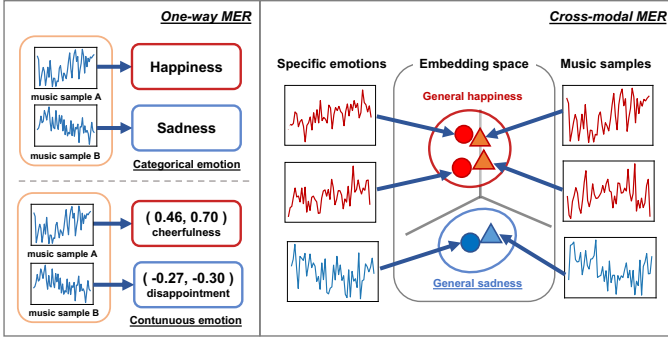 One-way MER
music sample A
Happiness
music sample B
Sadness
Categorical emotion
music sample A
( 0.46, 0.70 )
cheerfulness
music sample B
( -0.27, -0.30 )
disappointment
Contunuous emotion
Cross-modal MER
Specific emotions
Embedding space
Music samples
General happiness
General sadness